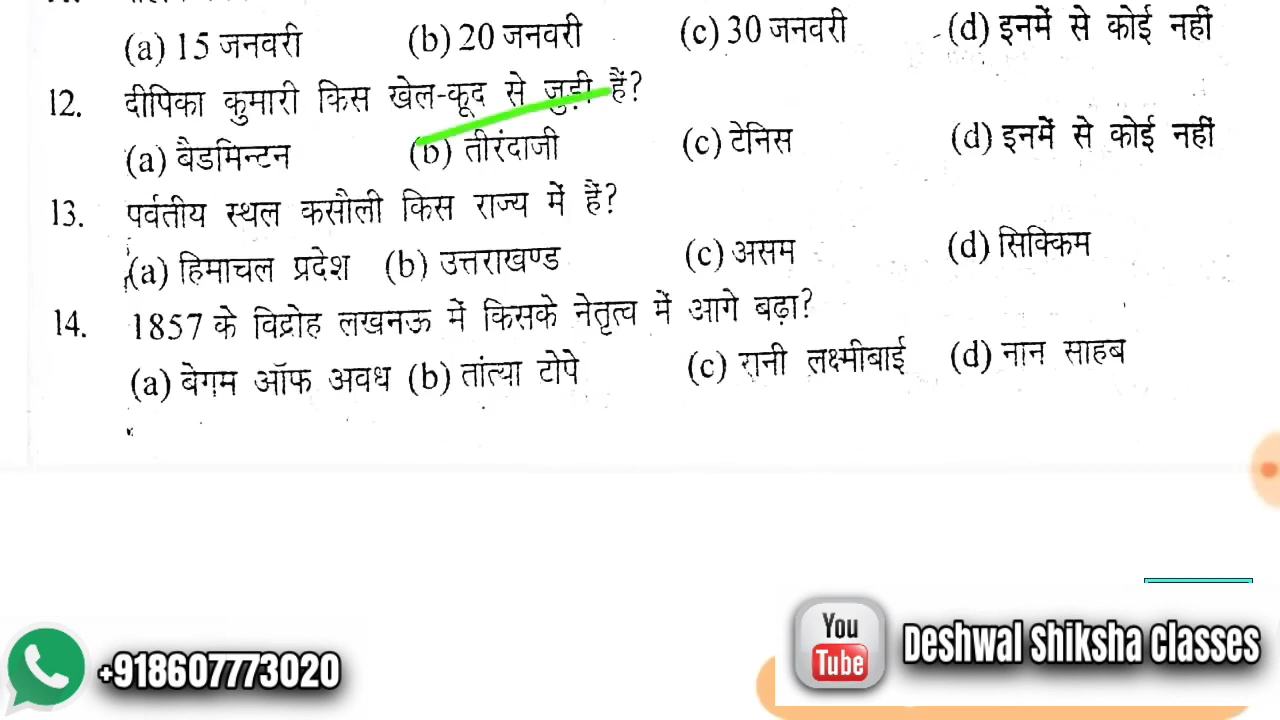 (a) 15 जनवरी (b) 20 जनवरी (c) 30 जनवरी (d) इनमें से कोई नहीं
12. दीपिका कुमारी किस खेल-कूद से जुड़ी हैं?
(a) बैडमिन्टन (b) तीरंदाजी (c) टेनिस (d) इनमें से कोई नहीं
13. पर्वतीय स्थल कसौली किस राज्य में हैं?
(a) हिमाचल प्रदेश (b) उत्तराखण्ड (c) असम (d) सिक्किम
14. 1857 के विद्रोह लखनऊ में किसके नेतृत्व में आगे बढ़ा?
(a) बेगम ऑफ अवध (b) तांत्या टोपे (c) रानी लक्ष्मीबाई (d) नान साहब
+918607773020
You Tube
Deshwal Shiksha classes